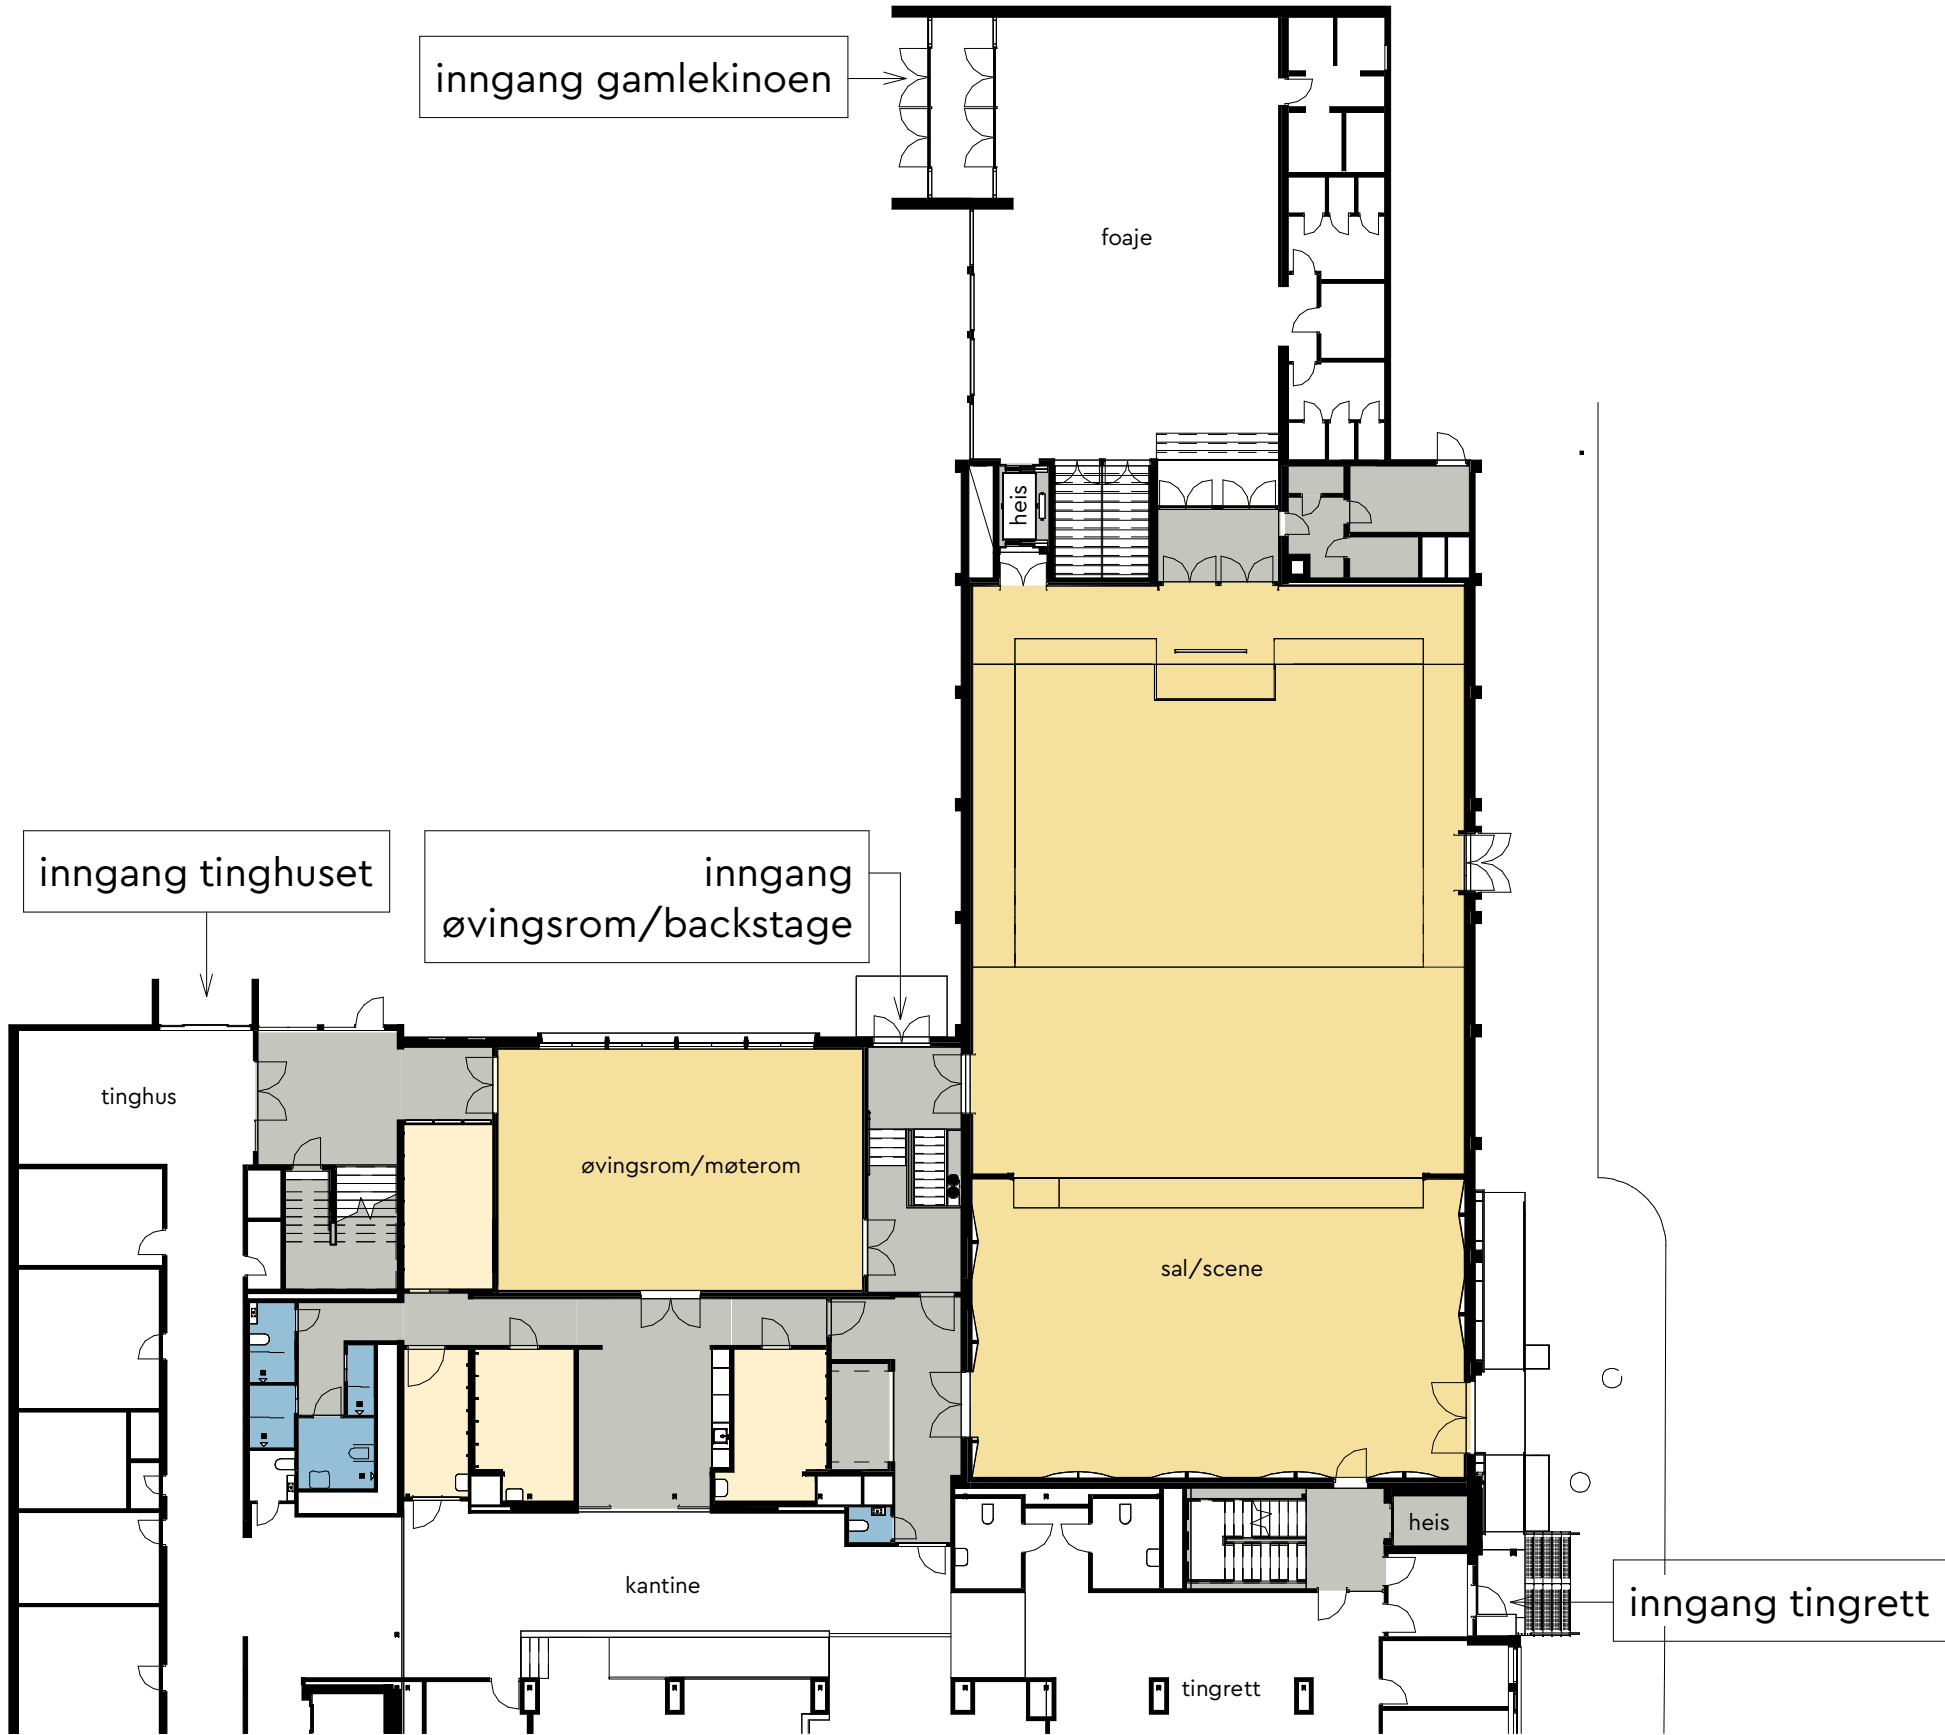 inngang gamlekinoen
foaje
heis
inngang tinghuset
inngang
øvingsrom/backstage
tinghus
øvingsrom/møterom
sal/scene
heis
kantine
inngang tingrett
tingrett